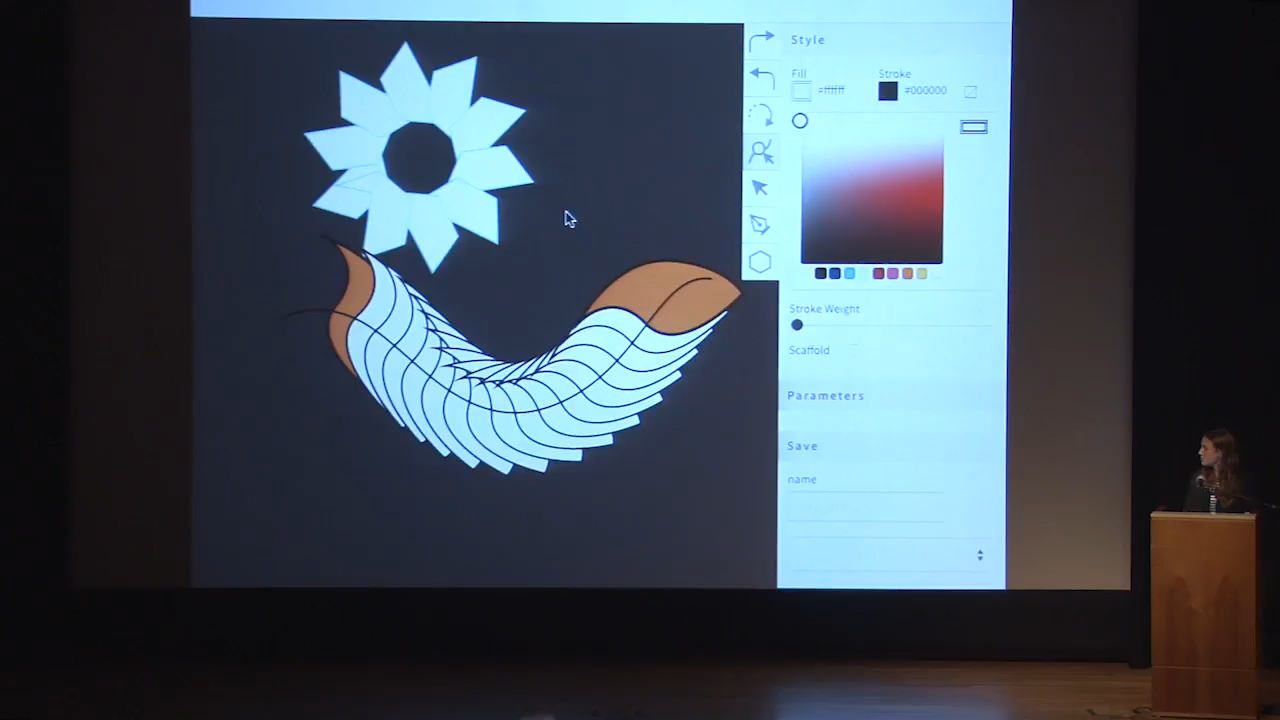 Style
Fill
Stroke
#ffffff
#000000
Stroke Weight
Scaffold
Parameters
Save
name